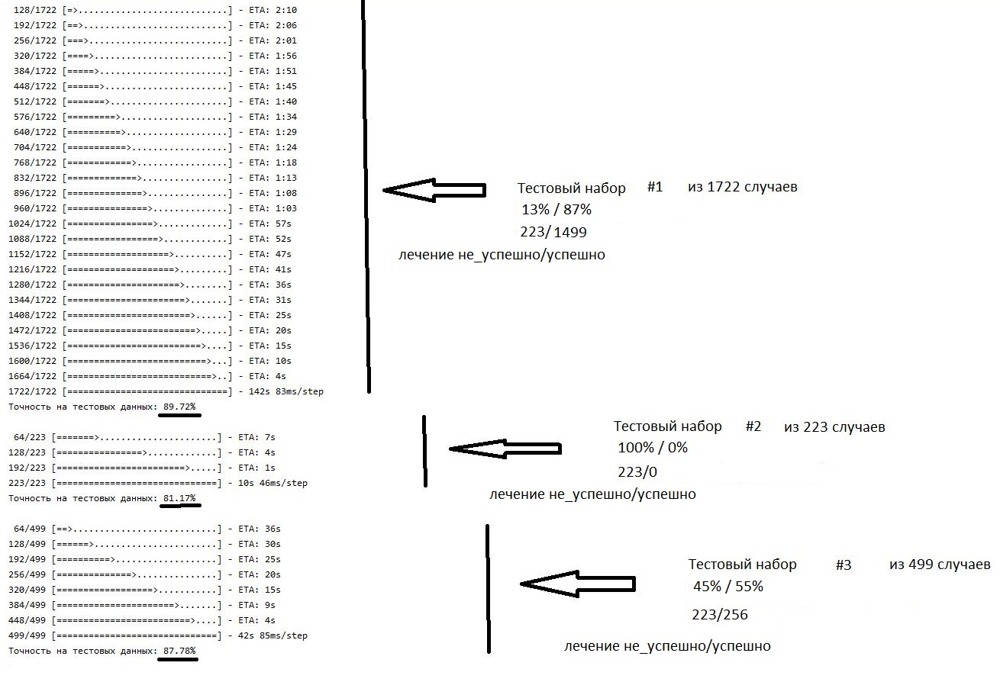 128/1722 [=>............................] - ETA: 2:10
192/1722 [==>...........................] - ETA: 2:06
256/1722 [===>..........................] - ETA: 2:01
320/1722 [====>.........................] - ETA: 1:56
384/1722 [=====>........................] - ETA: 1:51
448/1722 [======>.......................] - ETA: 1:45
512/1722 [=======>......................] - ETA: 1:40
576/1722 [=========>....................] - ETA: 1:34
640/1722 [==========>...................] - ETA: 1:29
704/1722 [===========>..................] - ETA: 1:24
768/1722 [============>.................] - ETA: 1:18
832/1722 [=============>................] - ETA: 1:13
896/1722 [==============>...............] - ETA: 1:08
960/1722 [===============>..............] - ETA: 1:03
1024/1722 [================>.............] - ETA: 57s
1088/1722 [=================>............] - ETA: 52s
1152/1722 [===================>..........] - ETA: 47s
1216/1722 [====================>.........] - ETA: 41s
1280/1722 [=====================>........] - ETA: 36s
1344/1722 [======================>.......] - ETA: 31s
1408/1722 [=======================>......] - ETA: 25s
1472/1722 [========================>.....] - ETA: 20s
1536/1722 [=========================>....] - ETA: 15s
1600/1722 [==========================>...] - ETA: 10s
1664/1722 [===========================>..] - ETA: 4s
1722/1722 [==============================] - 142s 83ms/step
Точность на тестовых данных: 89.72%
Тестовый набор #1 из 1722 случаев
13% / 87%
223/1499
лечение не_успешно/успешно
64/223 [=======>......................] - ETA: 7s
128/223 [================>.............] - ETA: 4s
192/223 [========================>.....] - ETA: 1s
223/223 [==============================] - 10s 46ms/step
Точность на тестовых данных: 81.17%
Тестовый набор #2 из 223 случаев
100% / 0%
223/0
лечение не_успешно/успешно
64/499 [==>...........................] - ETA: 36s
128/499 [======>.......................] - ETA: 30s
192/499 [==========>...................] - ETA: 25s
256/499 [==============>...............] - ETA: 20s
320/499 [==================>...........] - ETA: 15s
384/499 [======================>.......] - ETA: 9s
448/499 [=========================>....] - ETA: 4s
499/499 [==============================] - 42s 85ms/step
Точность на тестовых данных: 87.78%
Тестовый набор #3 из 499 случаев
45% / 55%
223/256
лечение не_успешно/успешно